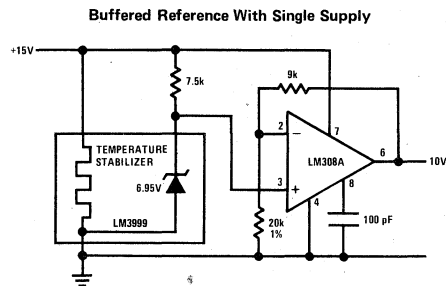 Buffered Reference With Single Supply
+15V
7.5k
9k
TEMPERATURE
STABILIZER
6.95V
LM3999
2
−
7
LM308A
6
10V
3
+
8
4
20k
1%
100 pF